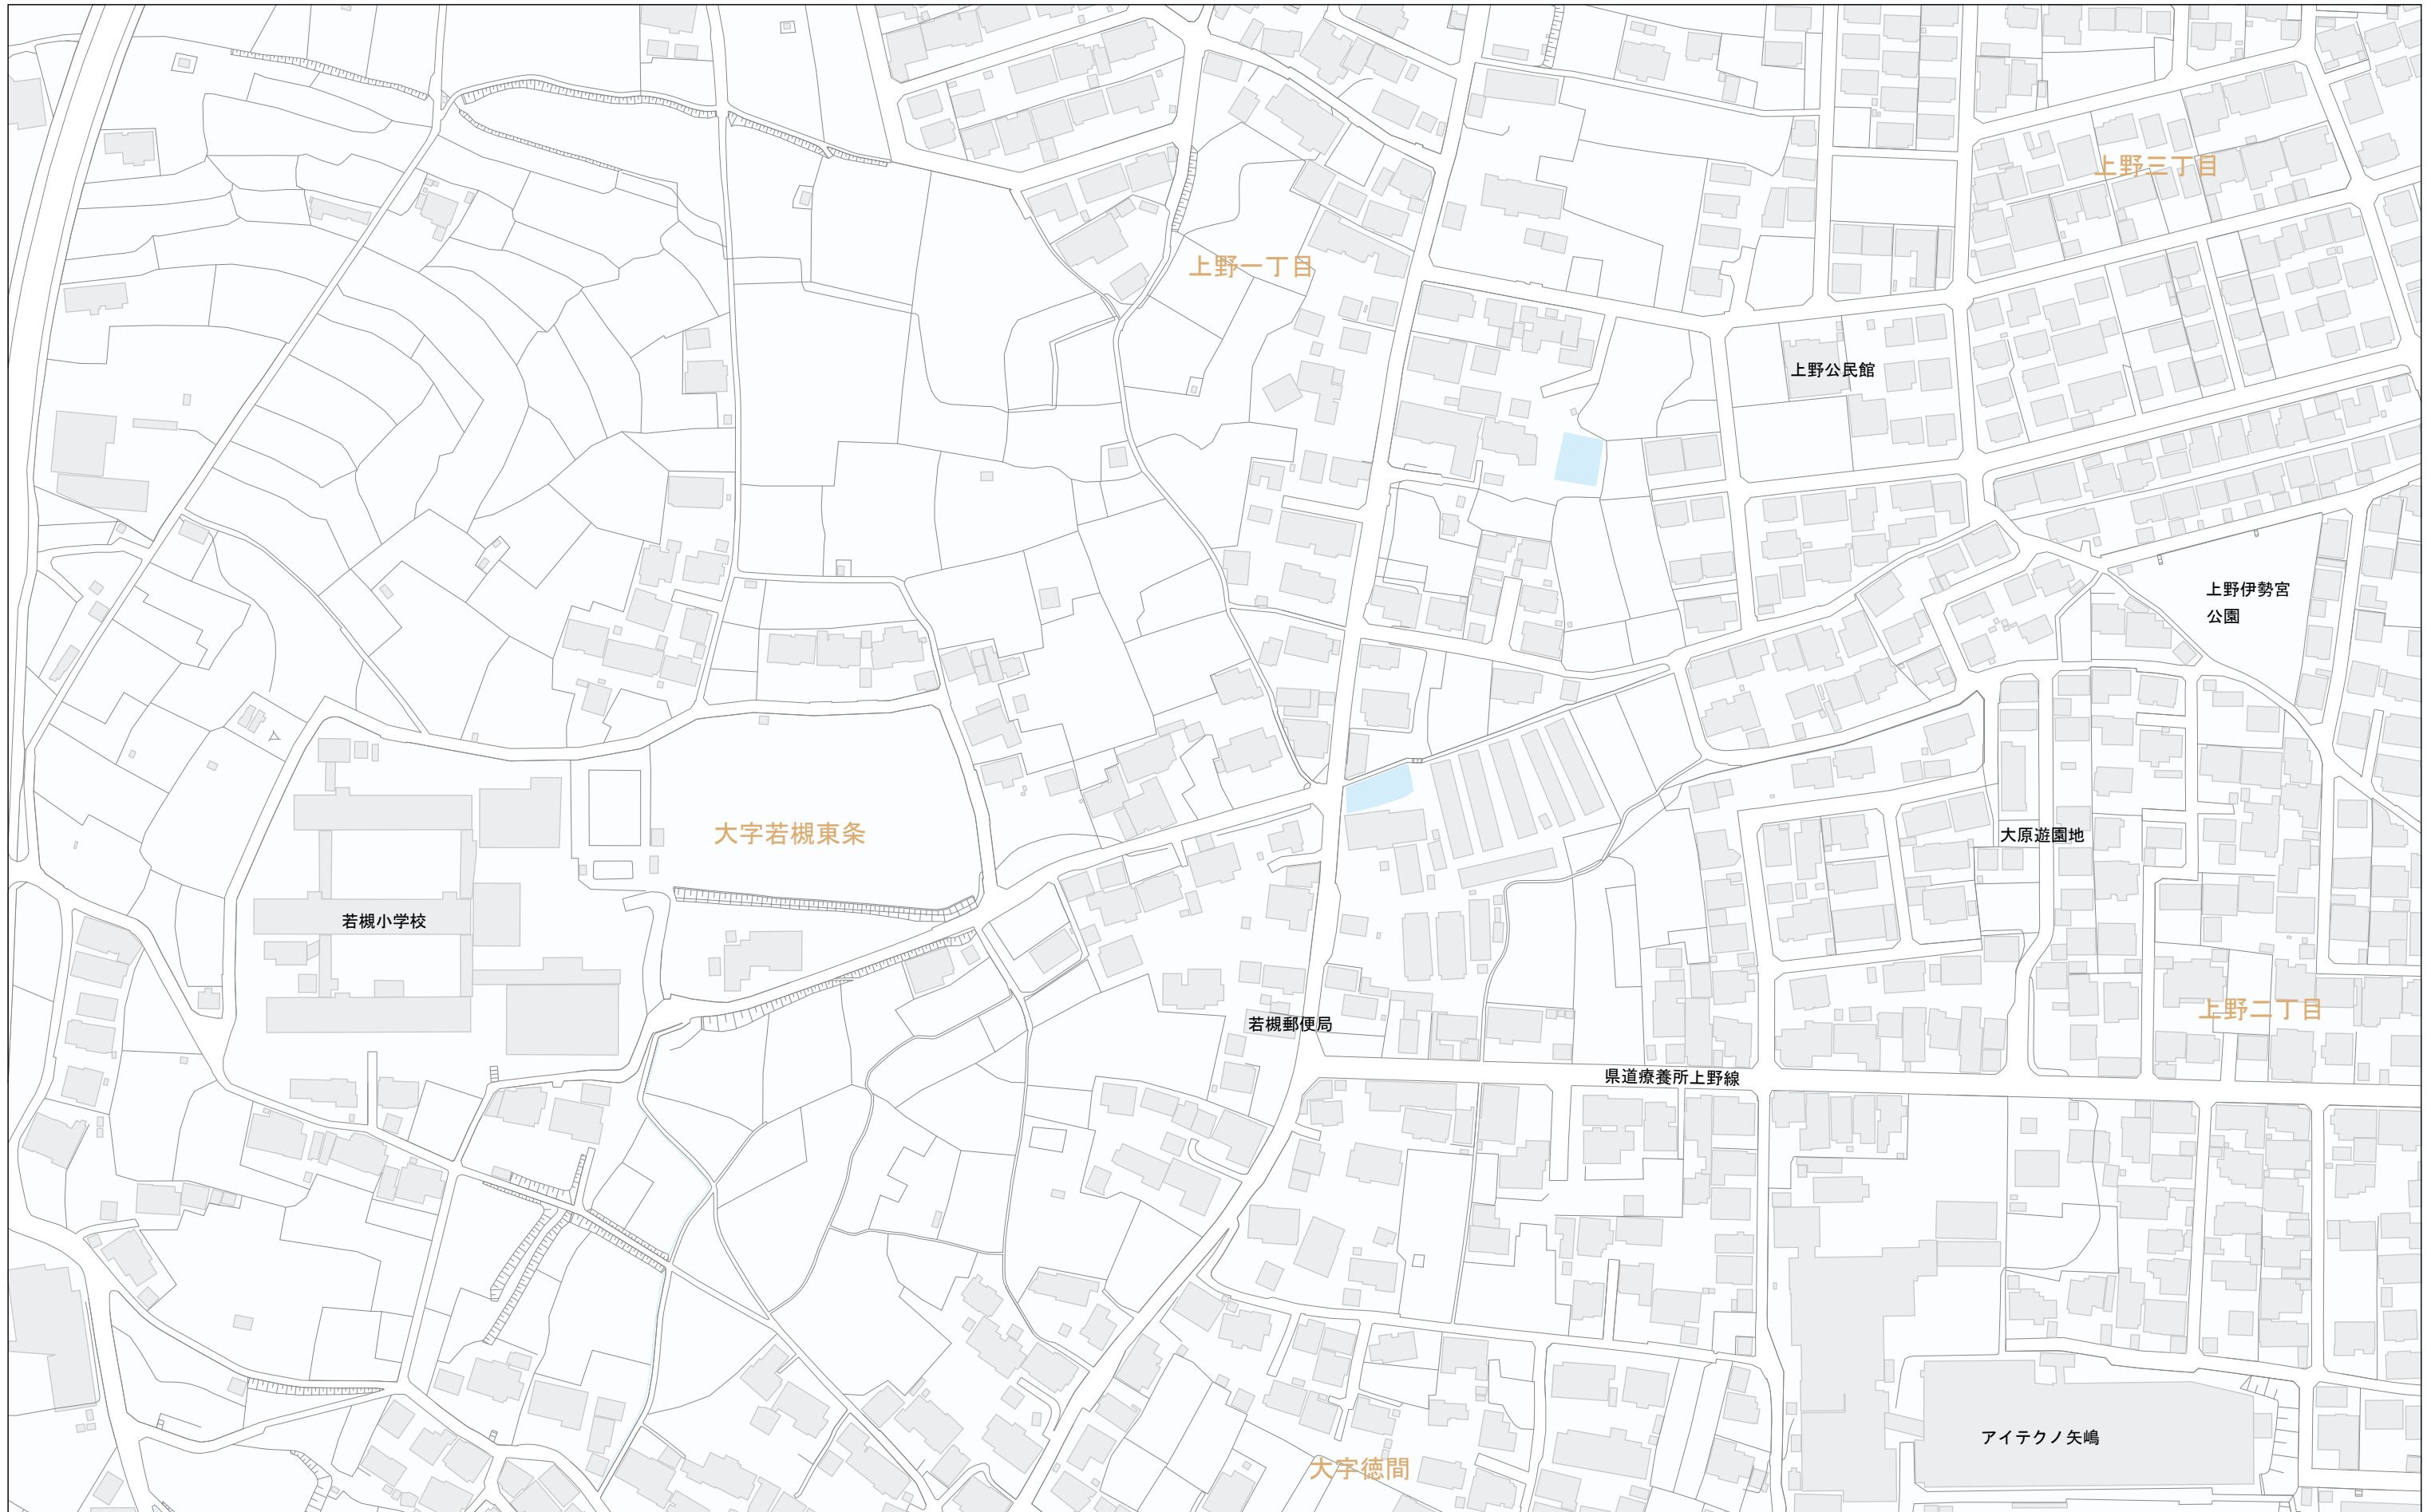 上野三丁目
上野一丁目
上野公民館
上野伊勢宮
公園
大字若槻東条
大原遊園地
若槻小学校
上野二丁目
若槻郵便局
県道療養所上野線
アイテクノ矢嶋
大字徳間